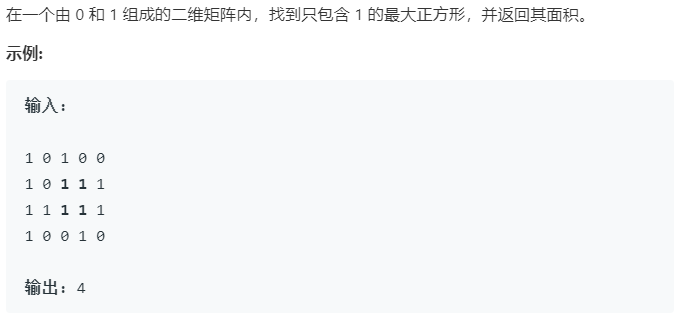 在一个由 0 和 1 组成的二维矩阵内，找到只包含 1 的最大正方形，并返回其面积。
示例:
输入:
1 0 1 0 0
1 0 1 1 1
1 1 1 1 1
1 0 0 1 0
输出: 4